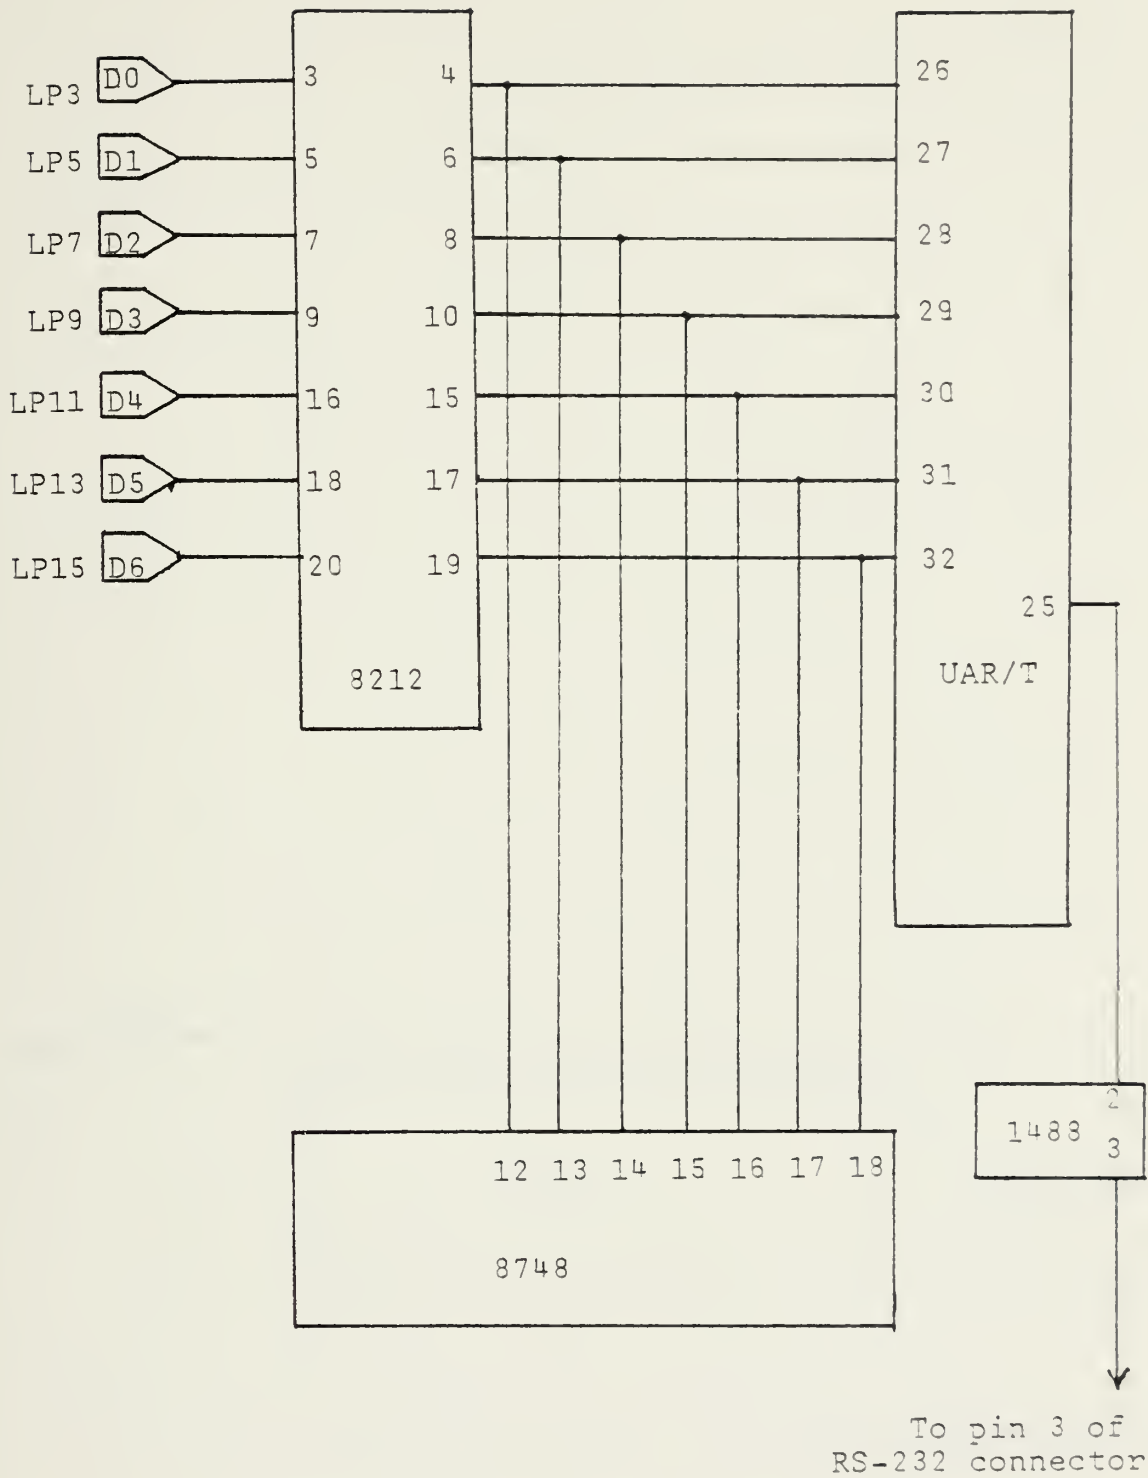 LP3 D0 3 4 26
LP5 D1 5 6 27
LP7 D2 7 8 28
LP9 D3 9 10 29
LP11 D4 16 15 30
LP13 D5 18 17 31
LP15 D6 20 19 32
25
8212
UAR/T
2
1488
3
12 13 14 15 16 17 18
8748
To pin 3 of
RS-232 connector